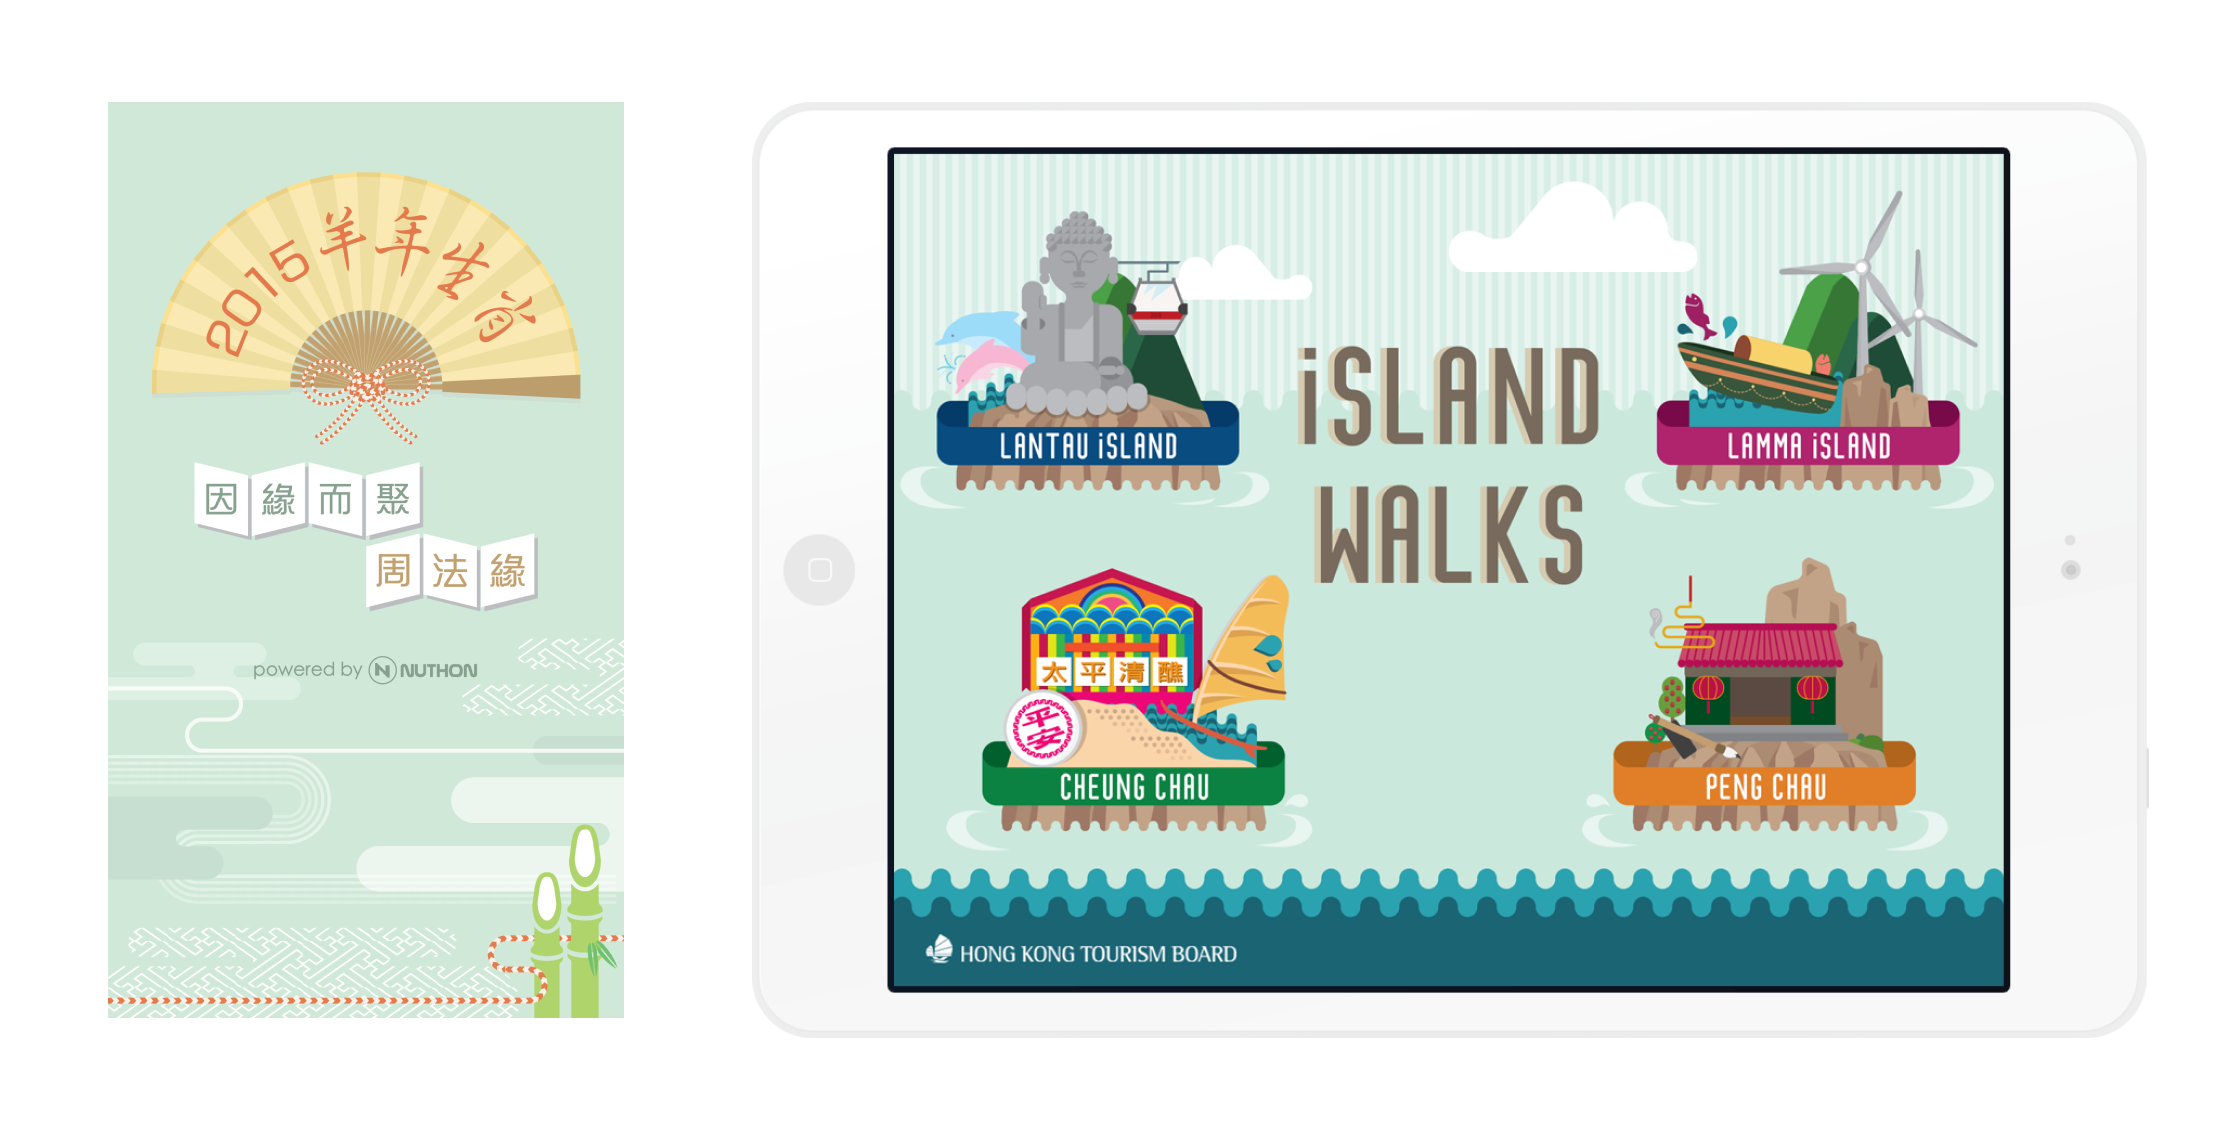 2015羊年生肖
因緣而聚
周法緣
powered by NUTHON
iSLAND
WALKS
LANTAU iSLAND
LAMMA iSLAND
太平清醮
平安
CHEUNG CHAU
PENG CHAU
HONG KONG TOURISM BOARD